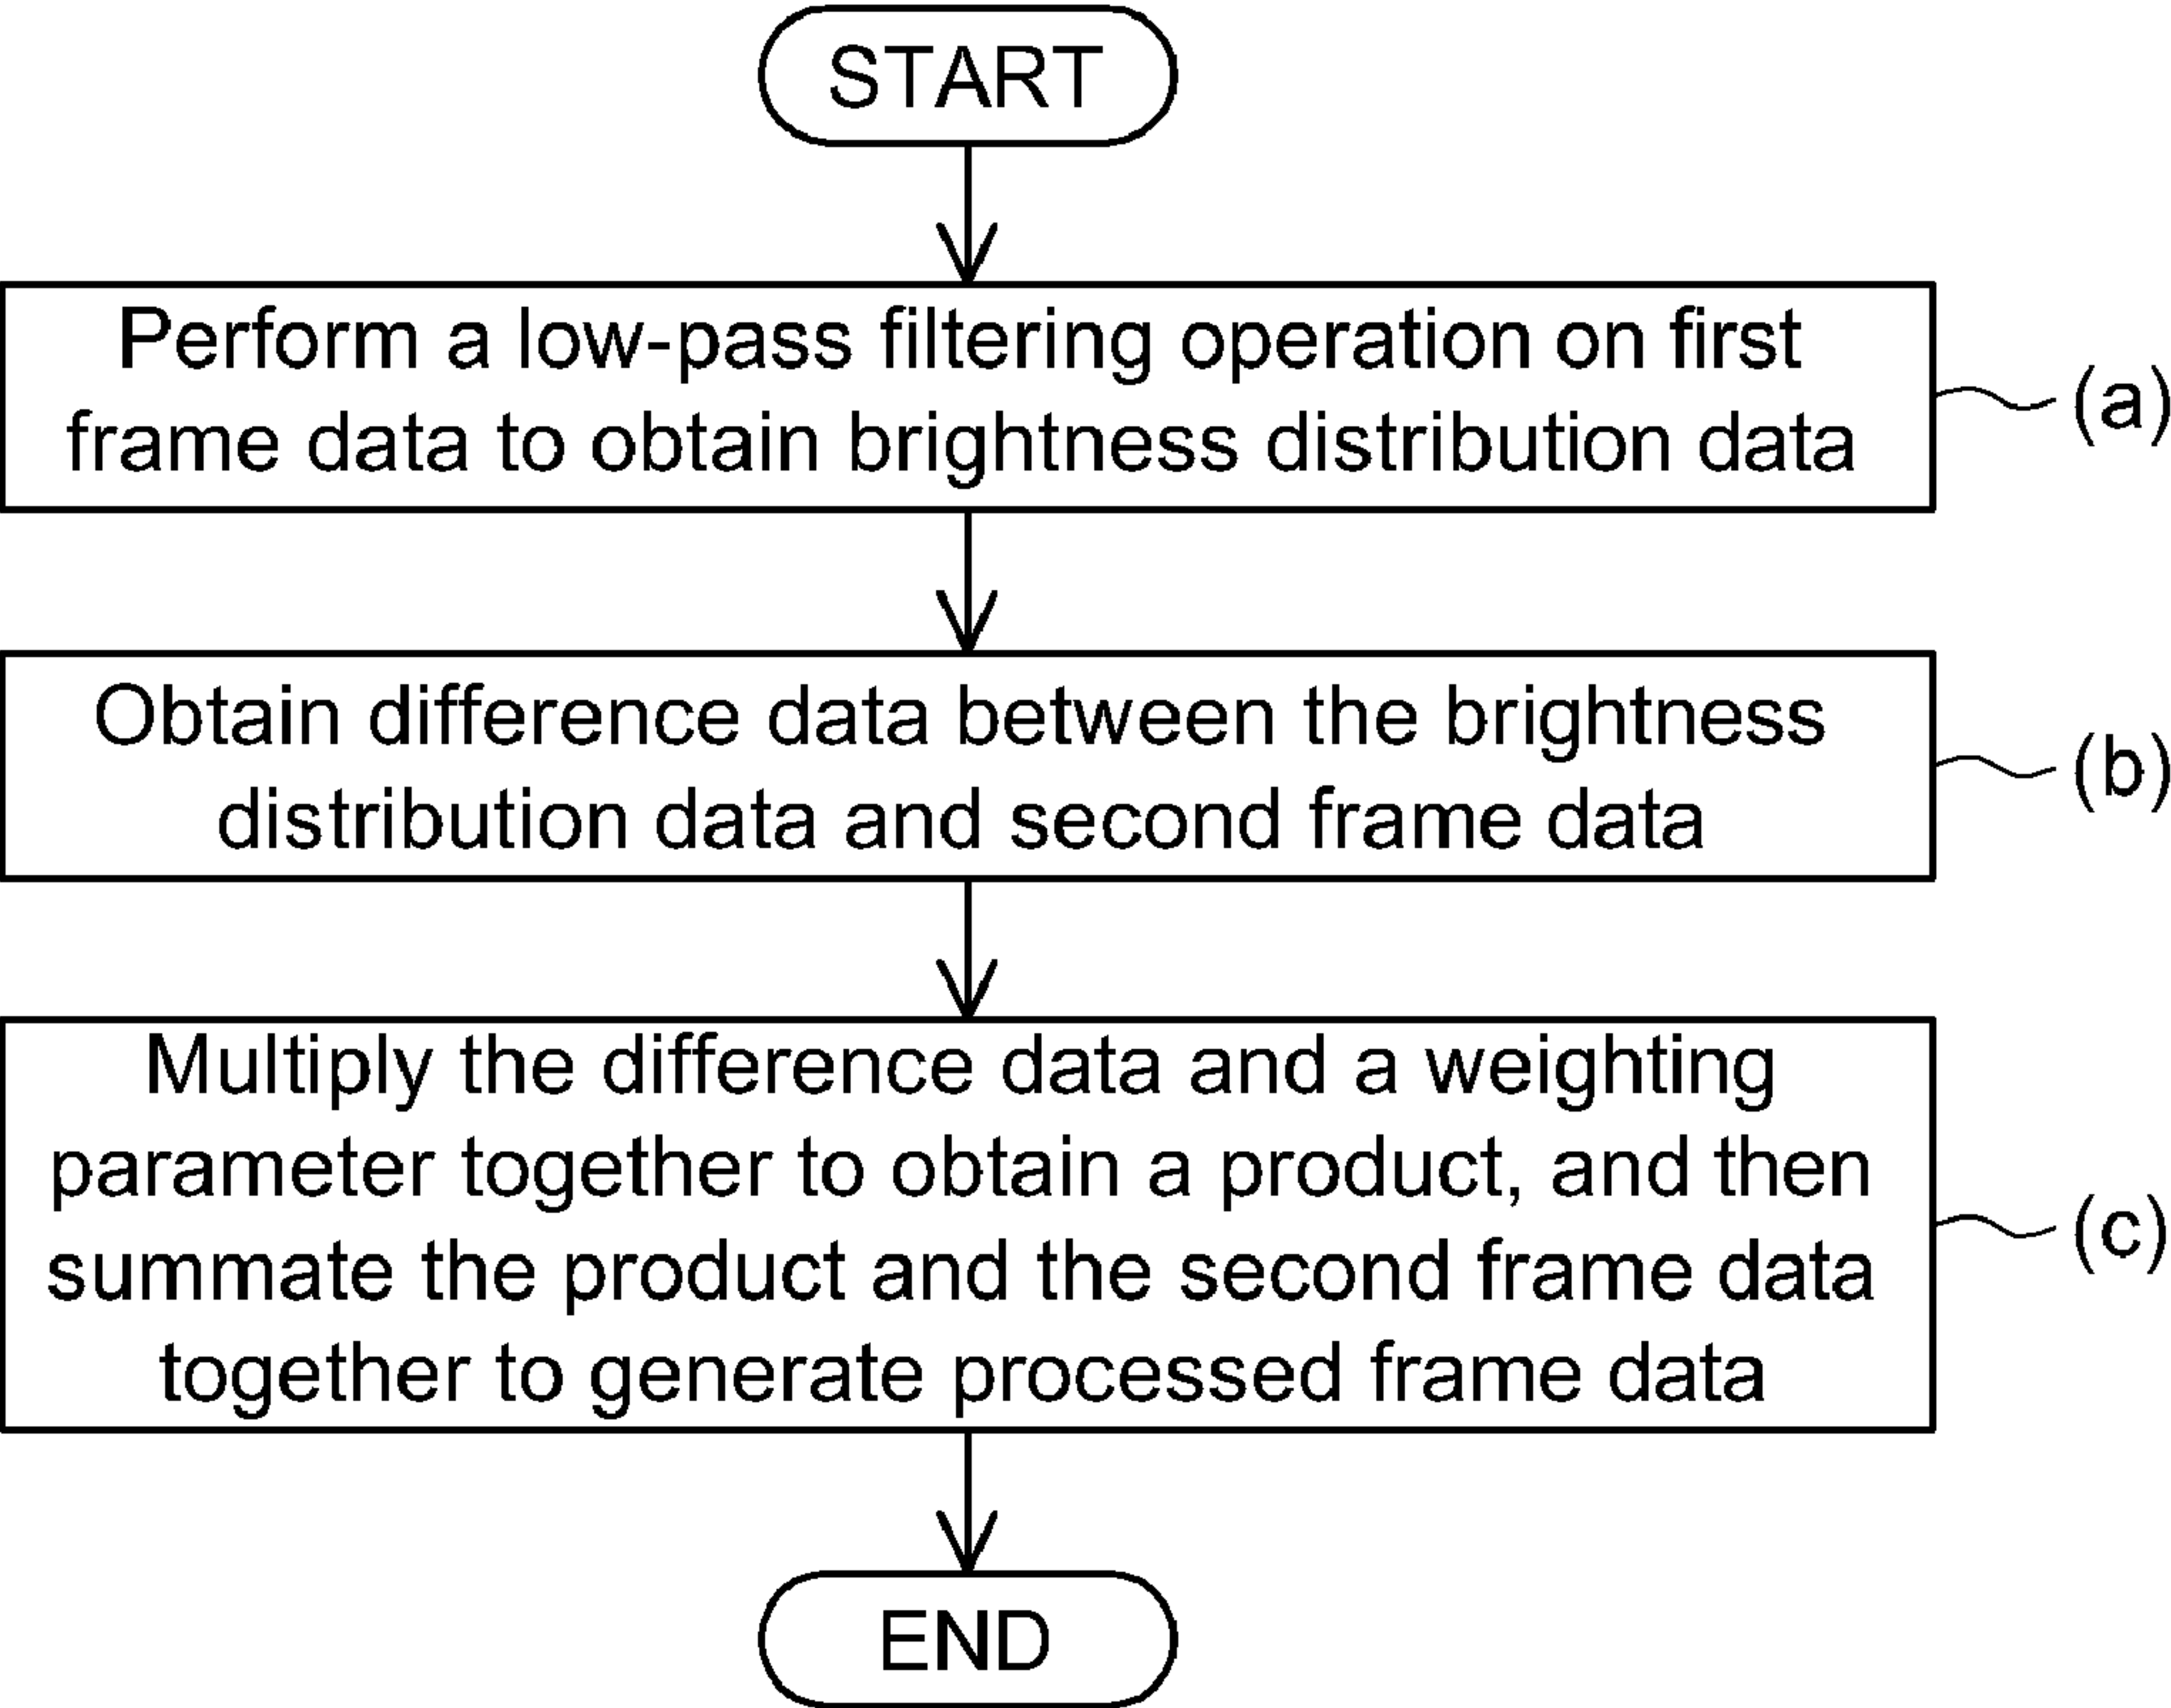 START
Perform a low-pass filtering operation on first
frame data to obtain brightness distribution data
(a)
Obtain difference data between the brightness
distribution data and second frame data
(b)
Multiply the difference data and a weighting
parameter together to obtain a product, and then
summate the product and the second frame data
together to generate processed frame data
(c)
END